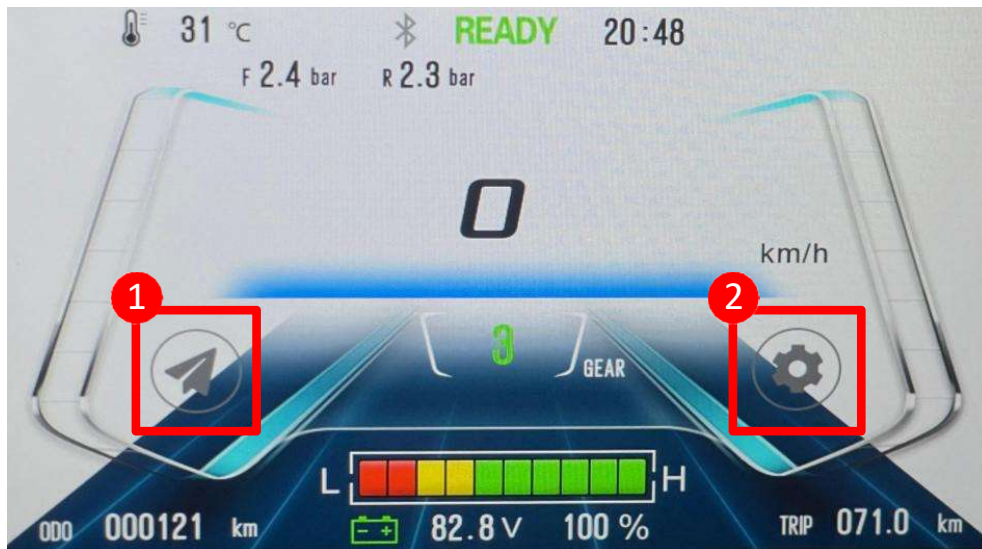 31 °C READY 20:48
F 2.4 bar R 2.3 bar
0
km/h
1 2
3
GEAR
L H
ODO 000121 km - + 82.8 V 100 % TRIP 071.0 km